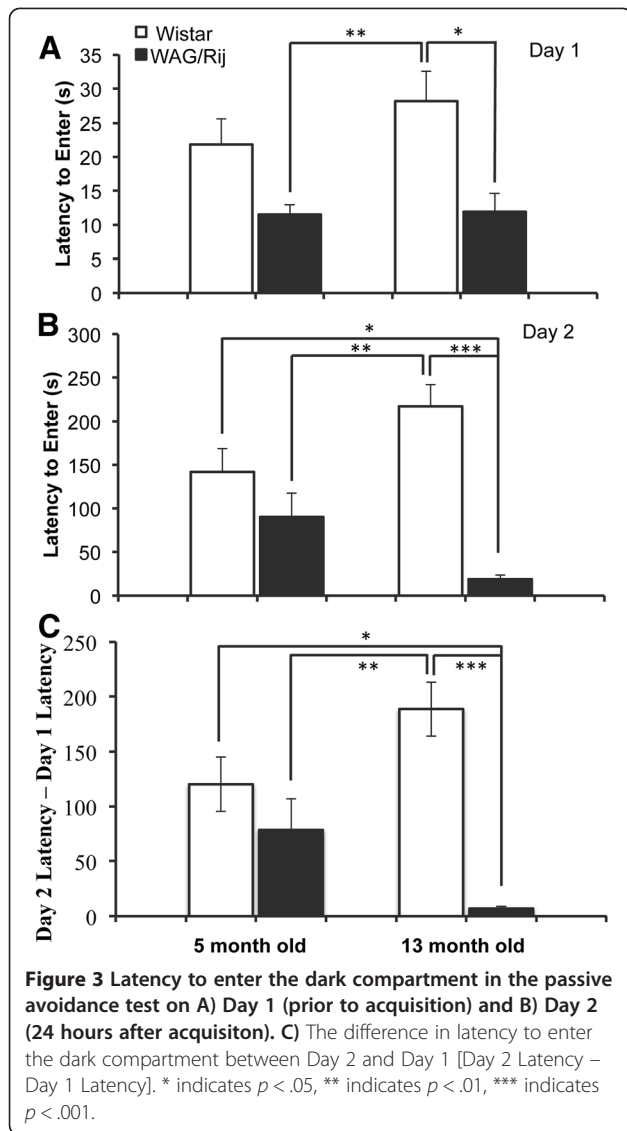 Wistar
WAG/Rij
A
Day 1
**
*
Latency to Enter (s)
35
30
25
20
15
10
5
0
B
Day 2
*
**
***
Latency to Enter (s)
300
250
200
150
100
50
0
C
*
**
***
Day 2 Latency – Day 1 Latency
250
200
150
100
50
0
5 month old
13 month old
Figure 3 Latency to enter the dark compartment in the passive
avoidance test on A) Day 1 (prior to acquisition) and B) Day 2
(24 hours after acquisiton). C) The difference in latency to enter
the dark compartment between Day 2 and Day 1 [Day 2 Latency –
Day 1 Latency]. * indicates p < .05, ** indicates p < .01, *** indicates
p < .001.